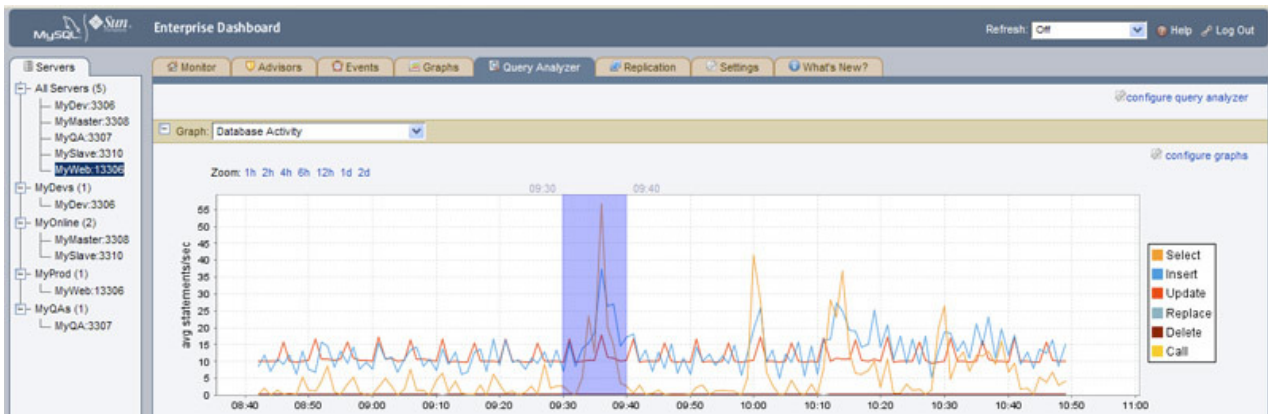 MySQL Sun Enterprise Dashboard Refresh: Off Help Log Out
Servers
All Servers (5)
MyDev:3306
MyMaster:3308
MyQA:3307
MySlave:3310
MyWeb:13306
MyDevs (1)
MyDev:3306
MyOnline (2)
MyMaster:3308
MySlave:3310
MyProd (1)
MyWeb:13306
MyQAs (1)
MyQA:3307
Monitor Advisors Events Graphs Query Analyzer Replication Settings What's New?
configure query analyzer
Graph: Database Activity
configure graphs
Zoom: 1h 2h 4h 6h 12h 1d 2d
09:30 09:40
avg statements/sec
55
50
45
40
35
30
25
20
15
10
5
0
08:40 08:50 09:00 09:10 09:20 09:30 09:40 09:50 10:00 10:10 10:20 10:30 10:40 10:50 11:00
Select
Insert
Update
Replace
Delete
Call